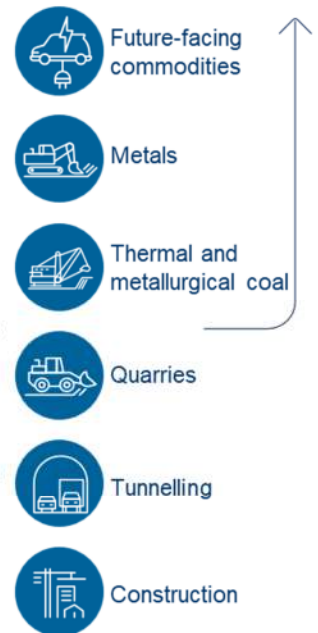 Future-facing
commodities
Metals
Thermal and
metallurgical coal
Quarries
Tunnelling
Construction